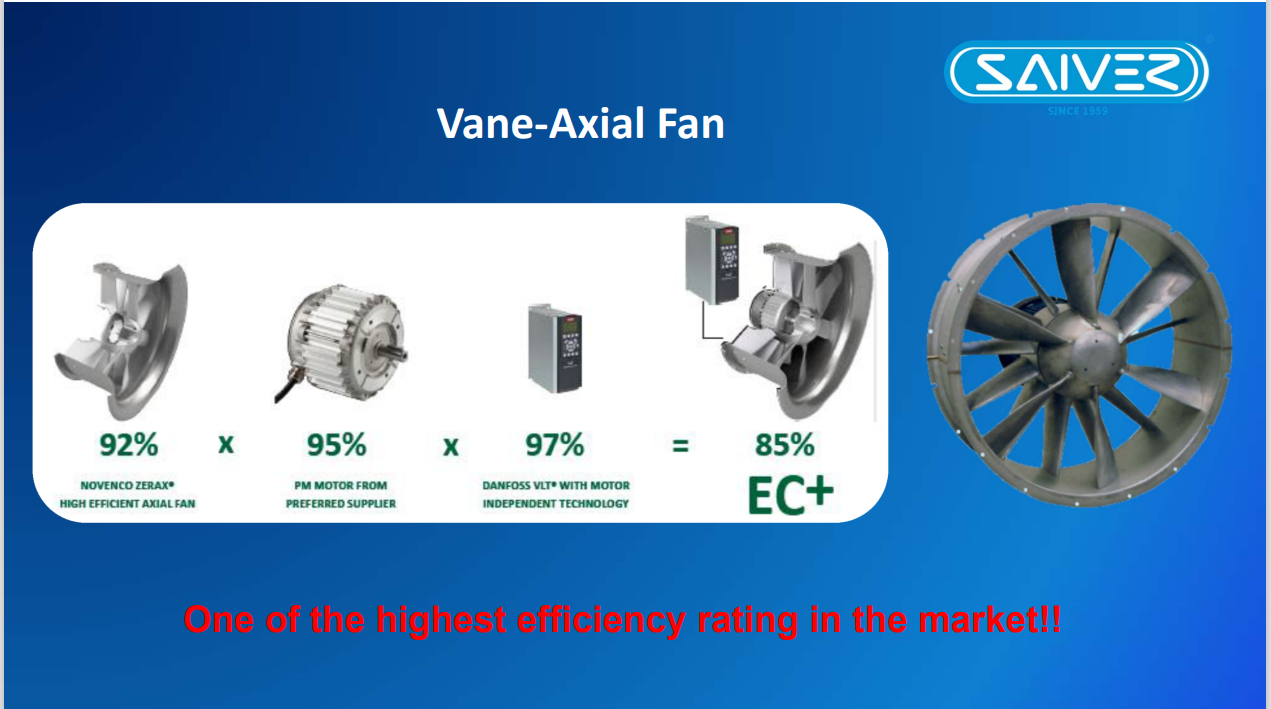 SAIVER
SINCE 1959
Vane-Axial Fan
92% x 95% x 97% = 85%
EC+
NOVENCO ZERAX®
HIGH EFFICIENT AXIAL FAN
PM MOTOR FROM
PREFERRED SUPPLIER
DANFOSS VLT® WITH MOTOR
INDEPENDENT TECHNOLOGY
One of the highest efficiency rating in the market!!